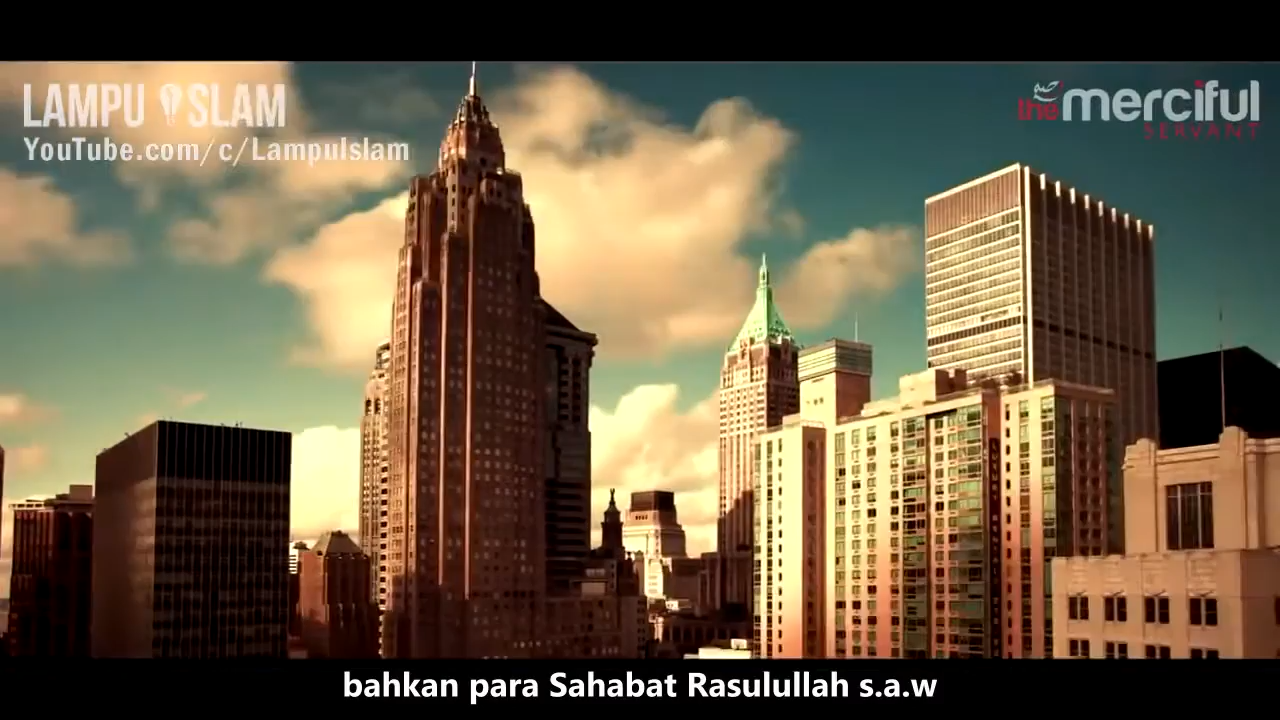 LAMPU ISLAM
YouTube.com/c/LampuIslam
the merciful
SERVANT
bahkan para Sahabat Rasulullah s.a.w